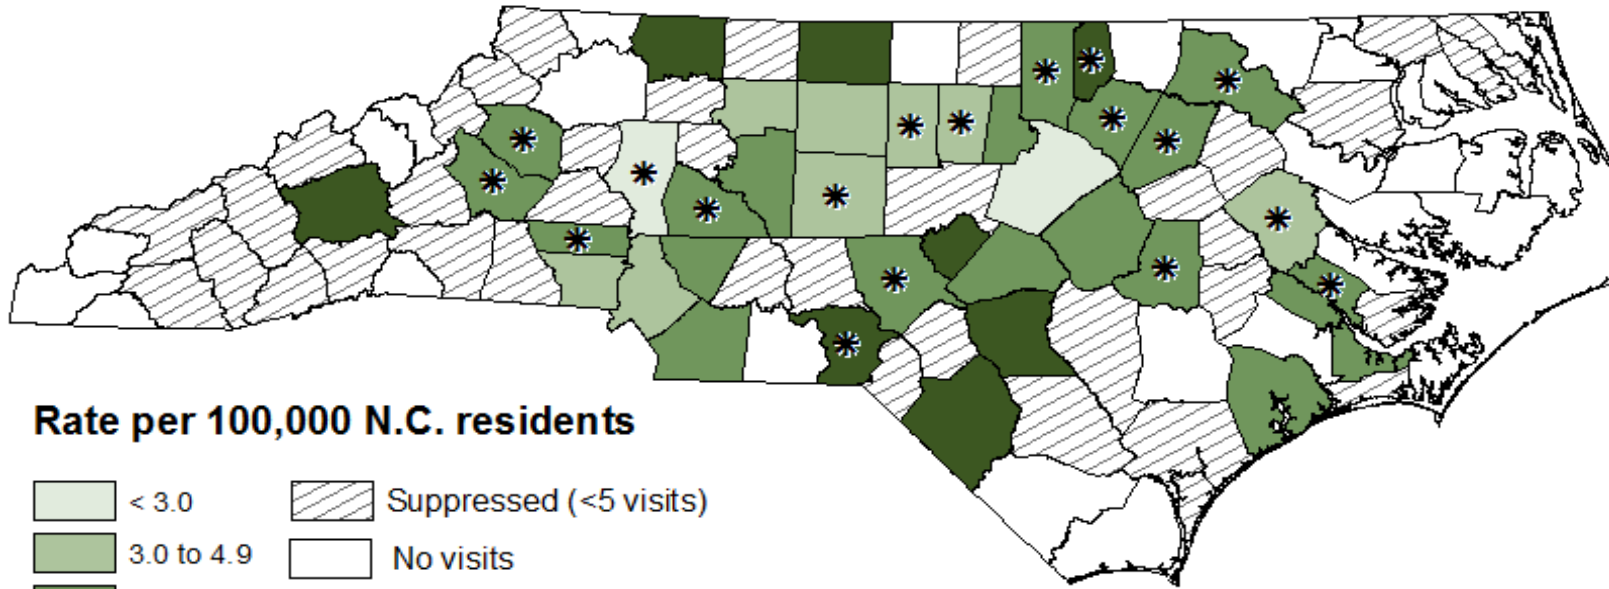 Rate per 100,000 N.C. residents
< 3.0
Suppressed (<5 visits)
3.0 to 4.9
No visits